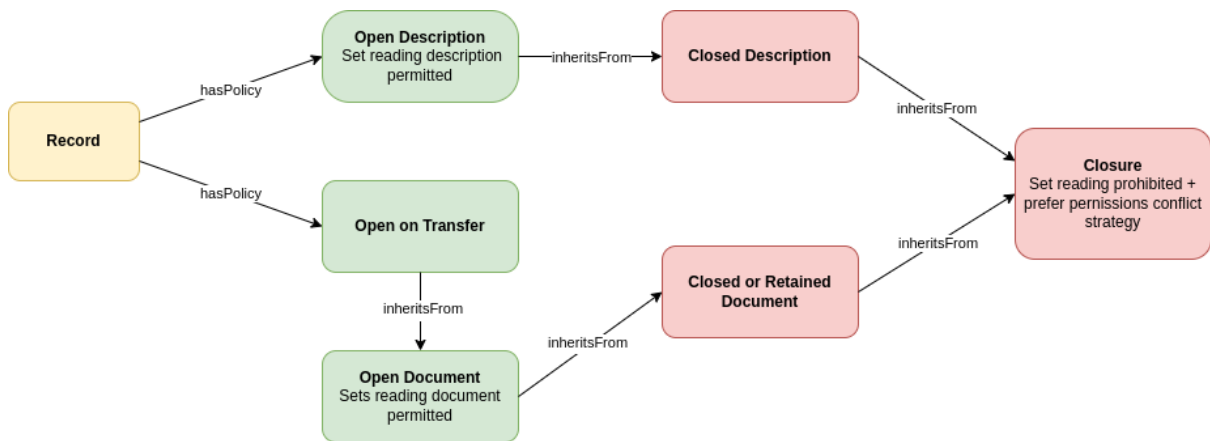 Open Description
Set reading description
permitted
inheritsFrom
Closed Description
hasPolicy
inheritsFrom
Record
Closure
Set reading prohibited +
prefer pernissions conflict
strategy
hasPolicy
Open on Transfer
inheritsFrom
Closed or Retained
Document
inheritsFrom
inheritsFrom
Open Document
Sets reading document
permitted